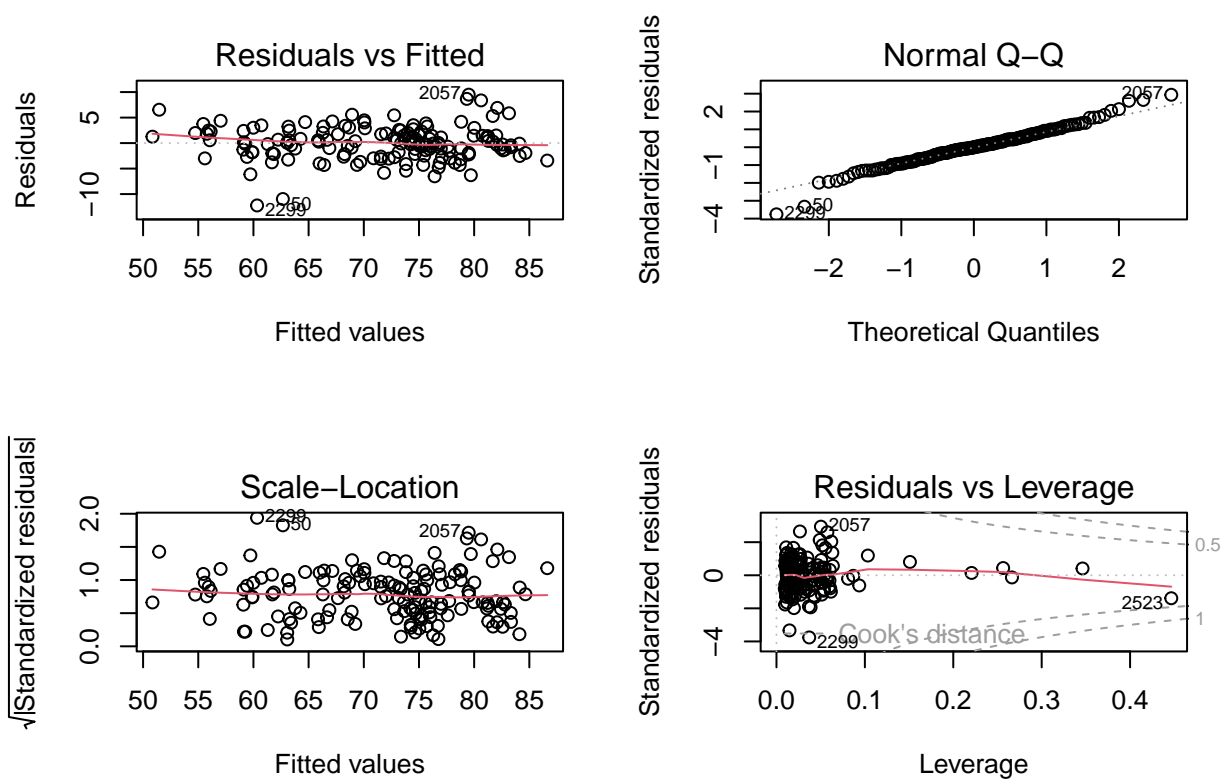 Residuals vs Fitted
Residuals
5
−10
2057
50
2299
50 55 60 65 70 75 80 85
Fitted values
Normal Q−Q
Standardized residuals
2
−1
−4
2057
50
2299
−2 −1 0 1 2
Theoretical Quantiles
Scale−Location
√|Standardized residuals|
2.0
1.0
0.0
2299
50
2057
50 55 60 65 70 75 80 85
Fitted values
Residuals vs Leverage
Standardized residuals
0
−4
2057
0.5
2523
1
Cook's distance
2299
0.0 0.1 0.2 0.3 0.4
Leverage